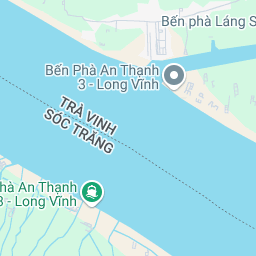 Bến phà Láng S
Bến Phà An Thạnh
3 - Long Vĩnh
TRÀ VINH
SÓC TRĂNG
hà An Thạnh
3 - Long Vĩnh